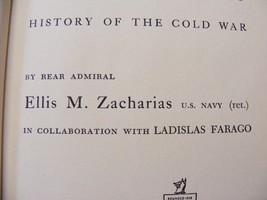 HISTORY OF THE COLD WAR
BY REAR ADMIRAL
Ellis M. Zacharias U.S. NAVY (ret.)
IN COLLABORATION WITH LADISLAS FARAGO